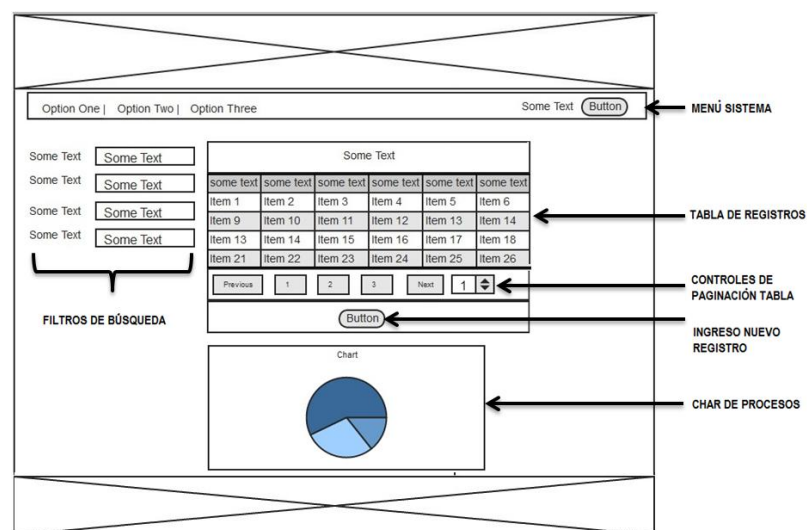 Option One | Option Two | Option Three
Some Text Button
MENÚ SISTEMA
Some Text Some Text
Some Text Some Text
Some Text Some Text
Some Text Some Text
FILTROS DE BÚSQUEDA
Some Text
some text some text some text some text some text some text
Item 1 Item 2 Item 3 Item 4 Item 5 Item 6
Item 9 Item 10 Item 11 Item 12 Item 13 Item 14
Item 13 Item 14 Item 15 Item 16 Item 17 Item 18
Item 21 Item 22 Item 23 Item 24 Item 25 Item 26
TABLA DE REGISTROS
Previous 1 2 3 Next 1
CONTROLES DE
PAGINACIÓN TABLA
Button
INGRESO NUEVO
REGISTRO
Chart
CHAR DE PROCESOS